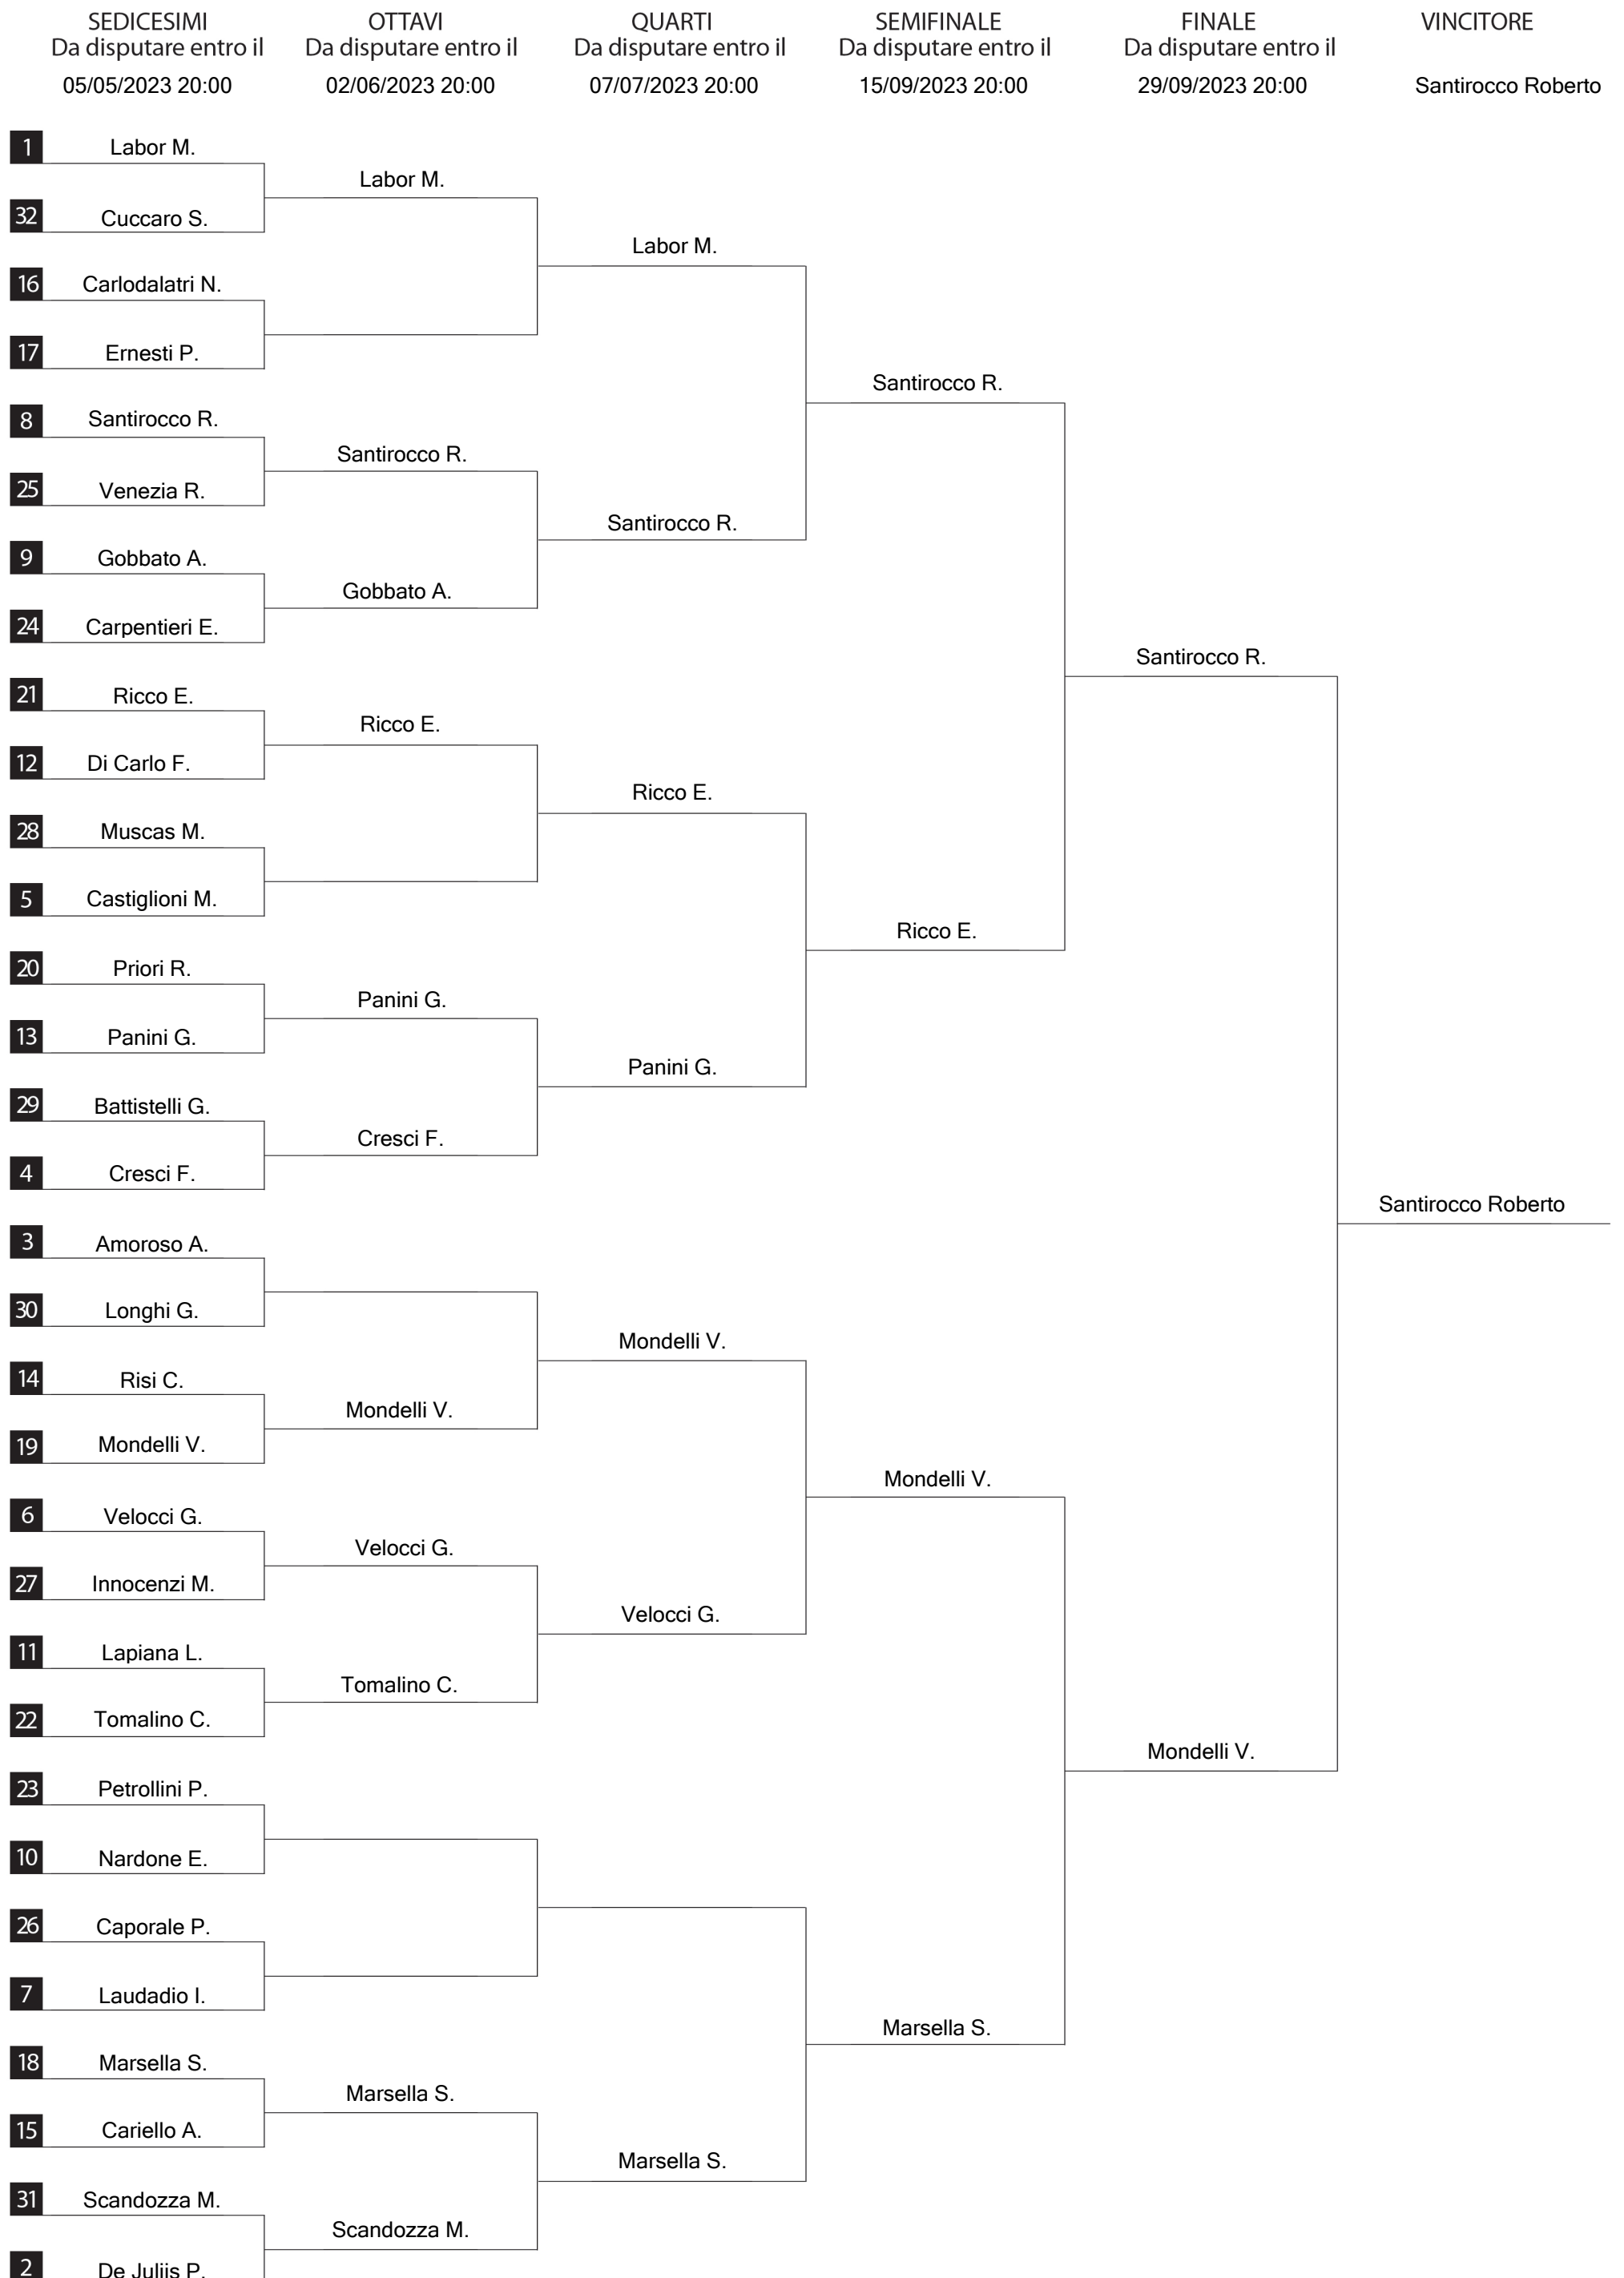 SEDICESIMI
Da disputare entro il
05/05/2023 20:00
OTTAVI
Da disputare entro il
02/06/2023 20:00
QUARTI
Da disputare entro il
07/07/2023 20:00
SEMIFINALE
Da disputare entro il
15/09/2023 20:00
FINALE
Da disputare entro il
29/09/2023 20:00
VINCITORE
Santirocco Roberto
1 Labor M.
32 Cuccaro S.
16 Carlodalatri N.
17 Ernesti P.
8 Santirocco R.
25 Venezia R.
9 Gobbato A.
24 Carpentieri E.
21 Ricco E.
12 Di Carlo F.
28 Muscas M.
5 Castiglioni M.
20 Priori R.
13 Panini G.
29 Battistelli G.
4 Cresci F.
3 Amoroso A.
30 Longhi G.
14 Risi C.
19 Mondelli V.
6 Velocci G.
27 Innocenzi M.
11 Lapiana L.
22 Tomalino C.
23 Petrollini P.
10 Nardone E.
26 Caporale P.
7 Laudadio I.
18 Marsella S.
15 Cariello A.
31 Scandozza M.
2 De Juliis P.
Labor M.
Santirocco R.
Gobbato A.
Ricco E.
Panini G.
Cresci F.
Mondelli V.
Velocci G.
Tomalino C.
Marsella S.
Scandozza M.
Labor M.
Santirocco R.
Ricco E.
Panini G.
Mondelli V.
Velocci G.
Marsella S.
Santirocco R.
Ricco E.
Mondelli V.
Marsella S.
Santirocco R.
Mondelli V.
Santirocco Roberto